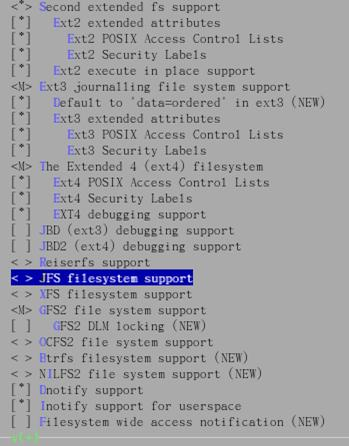 <*> Second extended fs support
[*] Ext2 extended attributes
[*] Ext2 POSIX Access Control Lists
[*] Ext2 Security Labels
[*] Ext2 execute in place support
<M> Ext3 journalling file system support
[*] Default to 'data=ordered' in ext3 (NEW)
[*] Ext3 extended attributes
[*] Ext3 POSIX Access Control Lists
[*] Ext3 Security Labels
<M> The Extended 4 (ext4) filesystem
[*] Ext4 POSIX Access Control Lists
[*] Ext4 Security Labels
[*] EXT4 debugging support
[ ] JBD (ext3) debugging support
[ ] JBD2 (ext4) debugging support
< > Reiserfs support
< > JFS filesystem support
< > XFS filesystem support
<M> GFS2 file system support
[ ] GFS2 DLM locking (NEW)
< > OCFS2 file system support
< > Btrfs filesystem support (NEW)
< > NILFS2 file system support (NEW)
[*] Dnotify support
[*] Inotify support for userspace
[ ] Filesystem wide access notification (NEW)
v(+)